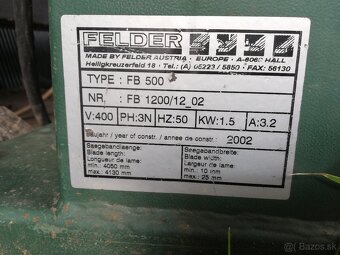 FELDER
MADE BY FELDER AUSTRIA - EUROPE - A-6060 HALL
Heiligkreuzerfeld 18 - Tel.: (A) 05223 / 5850 - FAX: 56130
TYPE : FB 500
NR. : FB 1200/12_02
V:400 PH:3N HZ:50 KW:1.5 A:3.2
Baujahr / year of constr. / annee de constr. : 2002
Saegebandlaenge:
Blade length:
Longueur de lame:
min.: 4050 mm
max.: 4130 mm
Saegebandbreite:
Blade width:
Largeur de lame:
min.: 10 mm
max.: 25 mm
bazos.sk